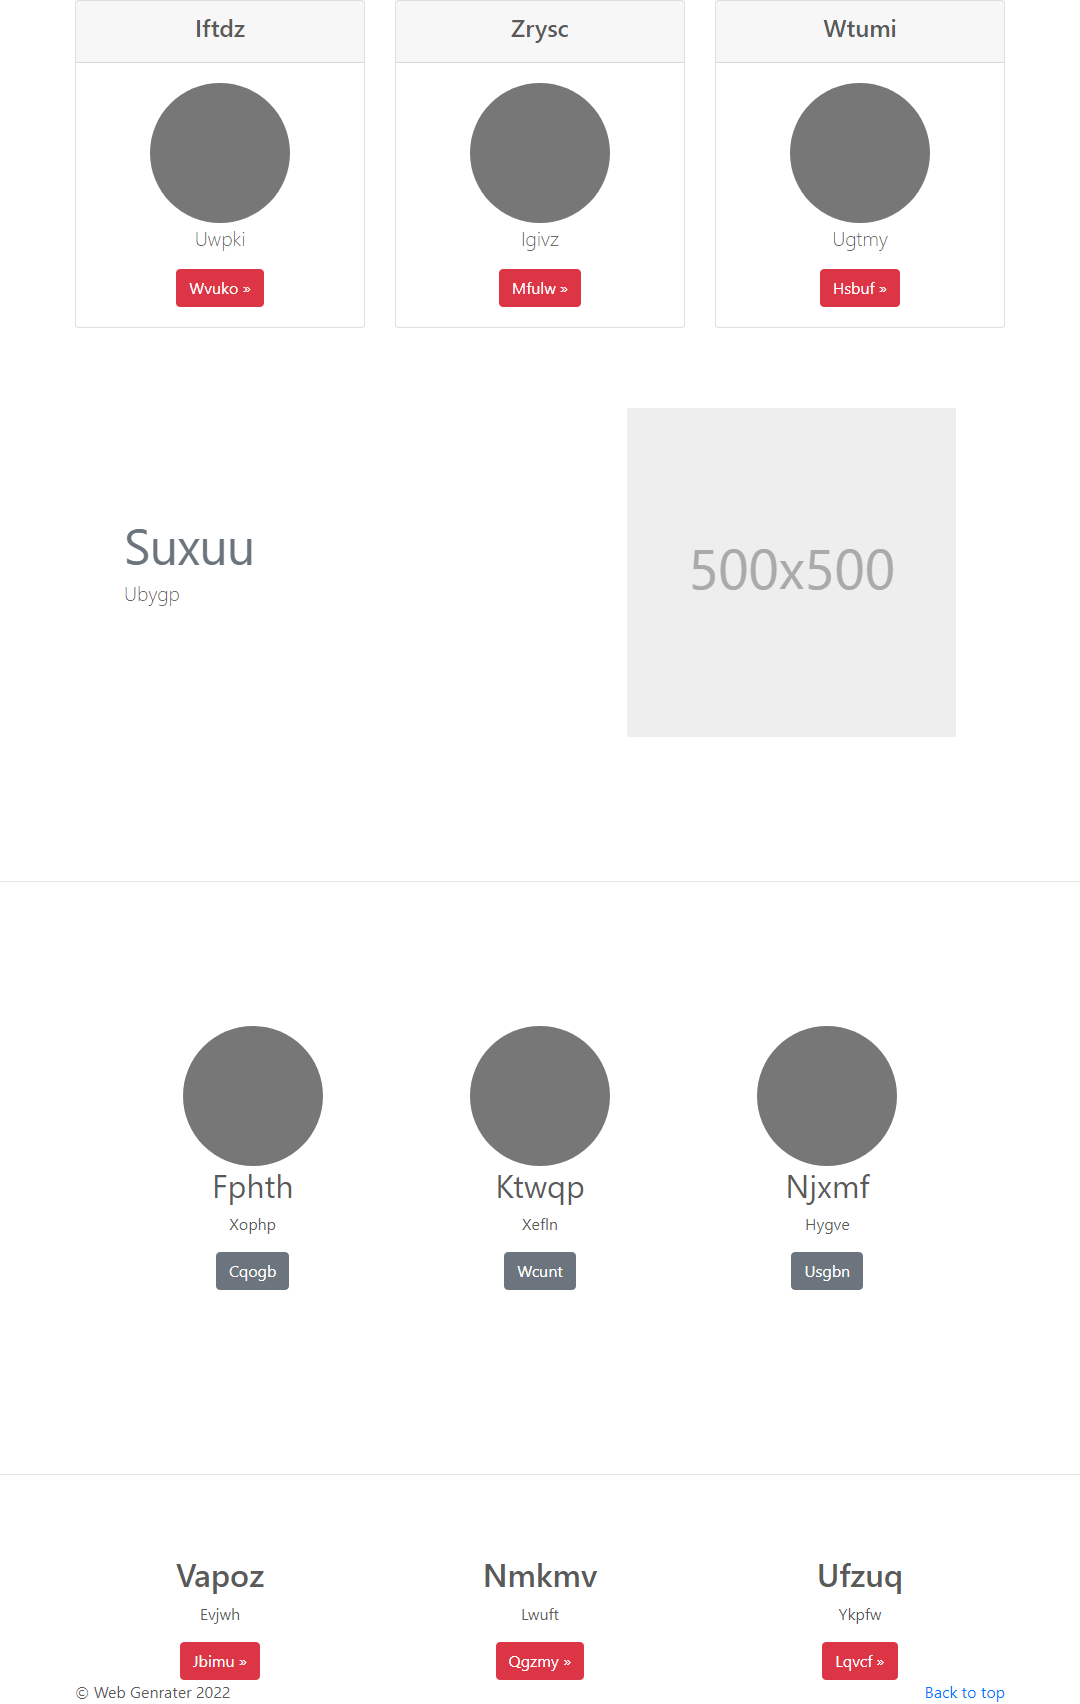 Iftdz
Zrysc
Wtumi
Uwpki
Igivz
Ugtmy
Wvuko »
Mfulw »
Hsbuf »
Suxuu
Ubygp
500x500
Fphth
Ktwqp
Njxmf
Xophp
Xefln
Hygve
Cqogb
Wcunt
Usgbn
Vapoz
Nmkmv
Ufzuq
Evjwh
Lwuft
Ykpfw
Jbimu »
Qgzmy »
Lqvcf »
© Web Genrater 2022
Back to top